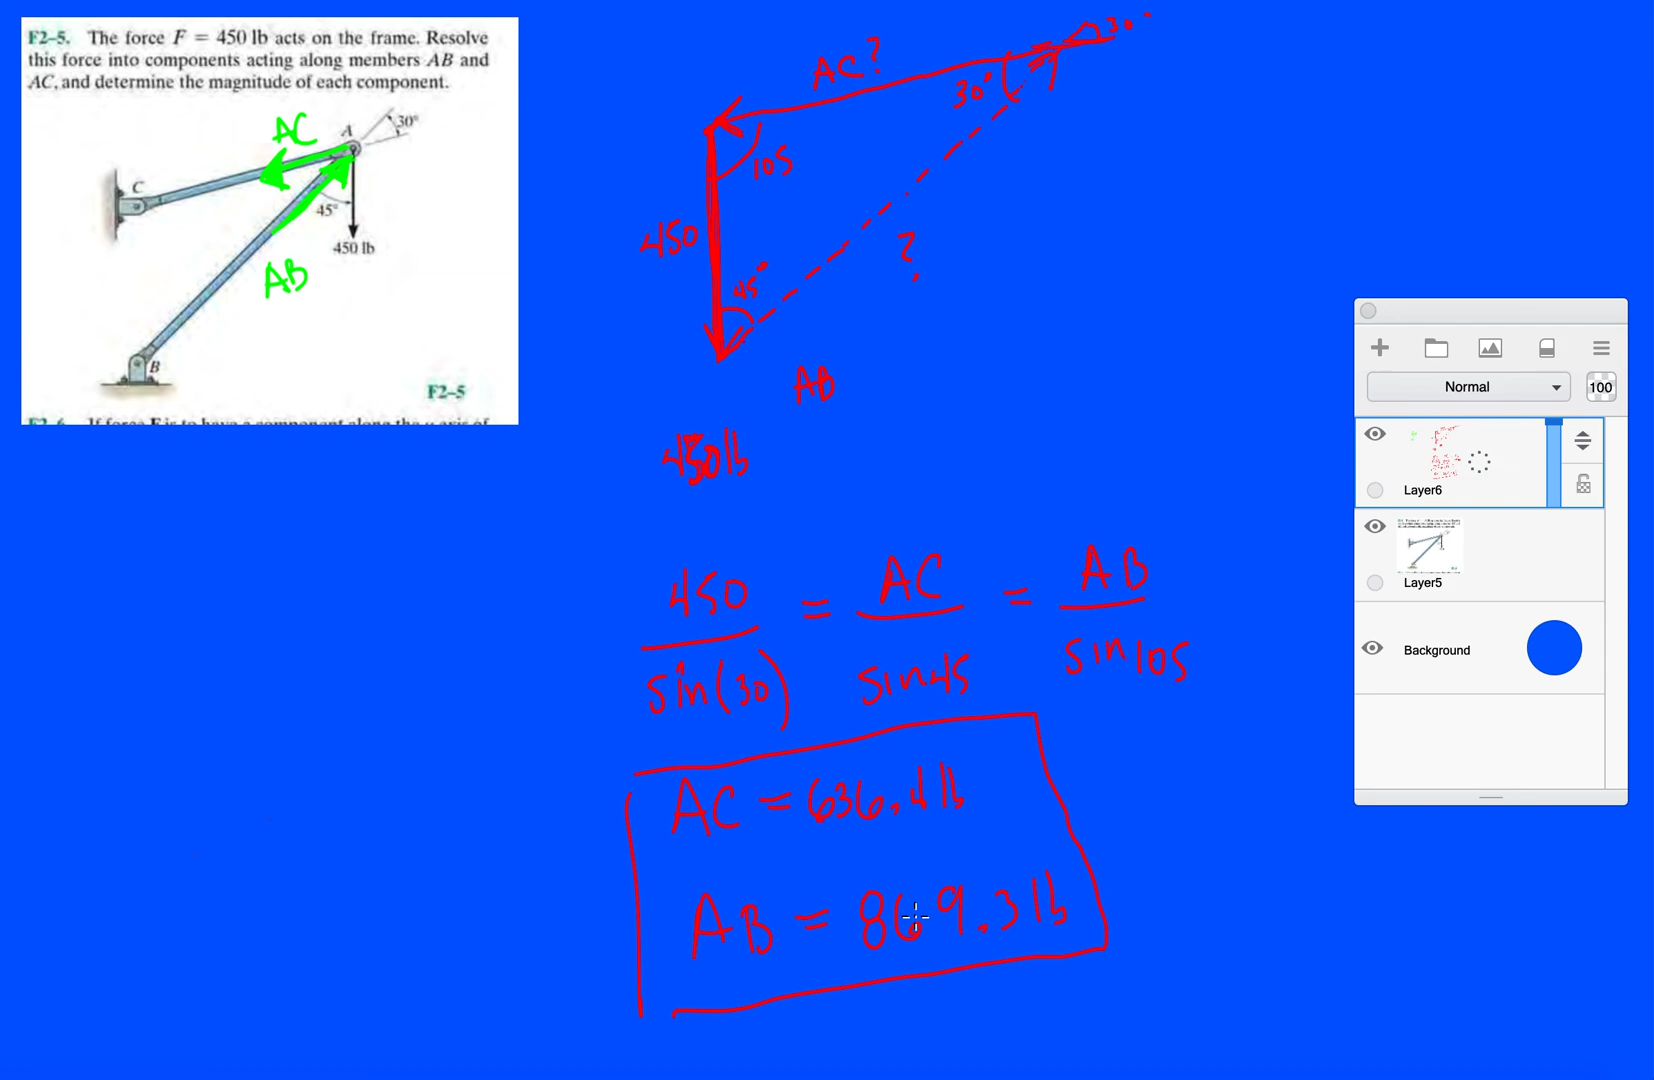 F2–5. The force F = 450 lb acts on the frame. Resolve
this force into components acting along members AB and
AC, and determine the magnitude of each component.
AC
A
30°
C
45°
450 lb
AB
B
F2–5
AC?
30°
30°
105
450
45°
?
AB
450lb
450 = AC = AB
sin(30) sin45 sin105
AC = 636.4 lb
AB = 869.3 lb
Normal
100
Layer6
Layer5
Background